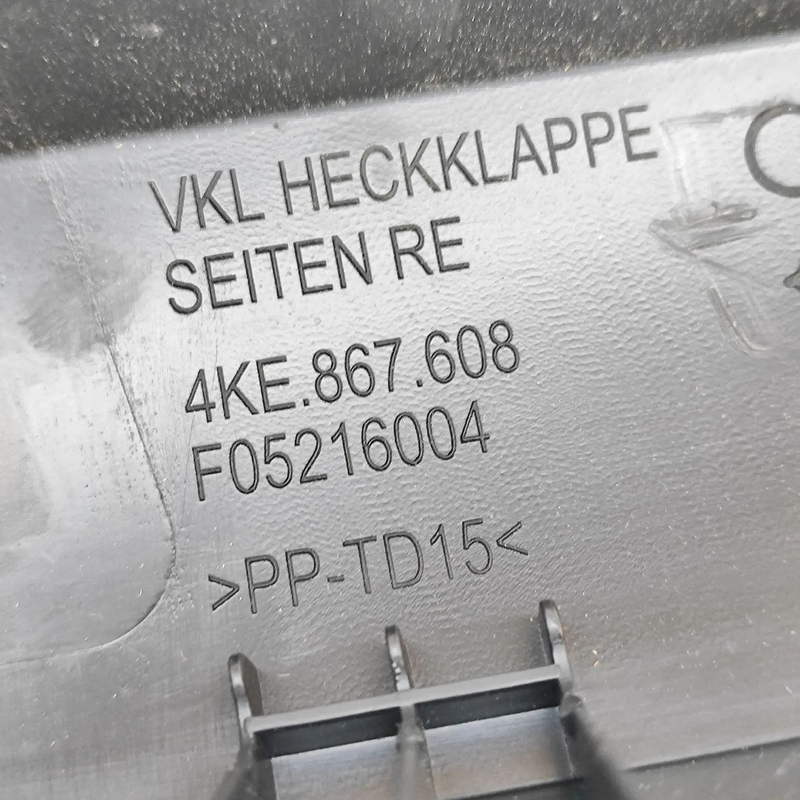 VKL HECKKLAPPE
SEITEN RE
4KE.867.608
F05216004
>PP-TD15<